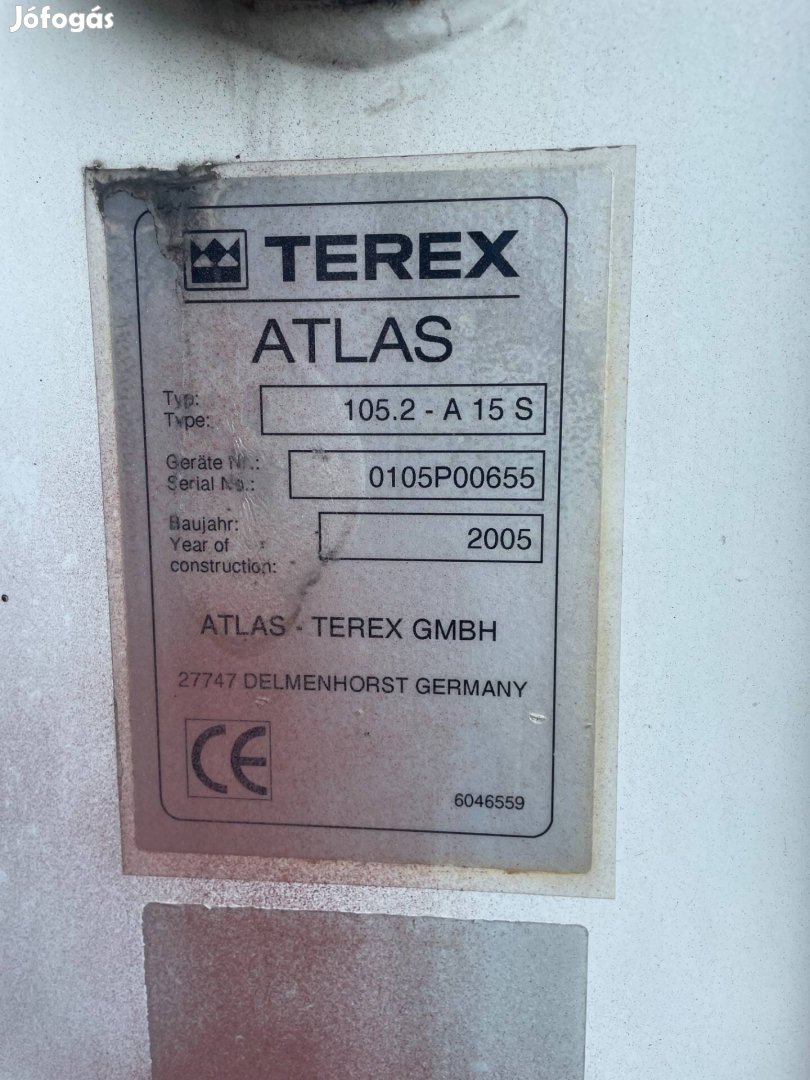 Jófogás
TEREX
ATLAS
Typ:
Type:
105.2 - A 15 S
Geräte Nr.:
Serial No.:
0105P00655
Baujahr:
Year of
construction:
2005
ATLAS - TEREX GMBH
27747 DELMENHORST GERMANY
CE
6046559